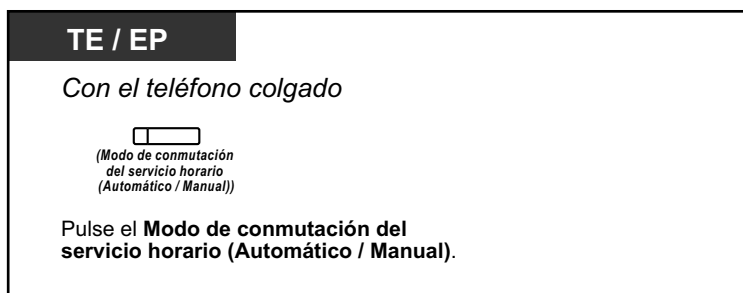 TE / EP
Con el teléfono colgado
(Modo de conmutación
del servicio horario
(Automático / Manual))
Pulse el Modo de conmutación del
servicio horario (Automático / Manual).